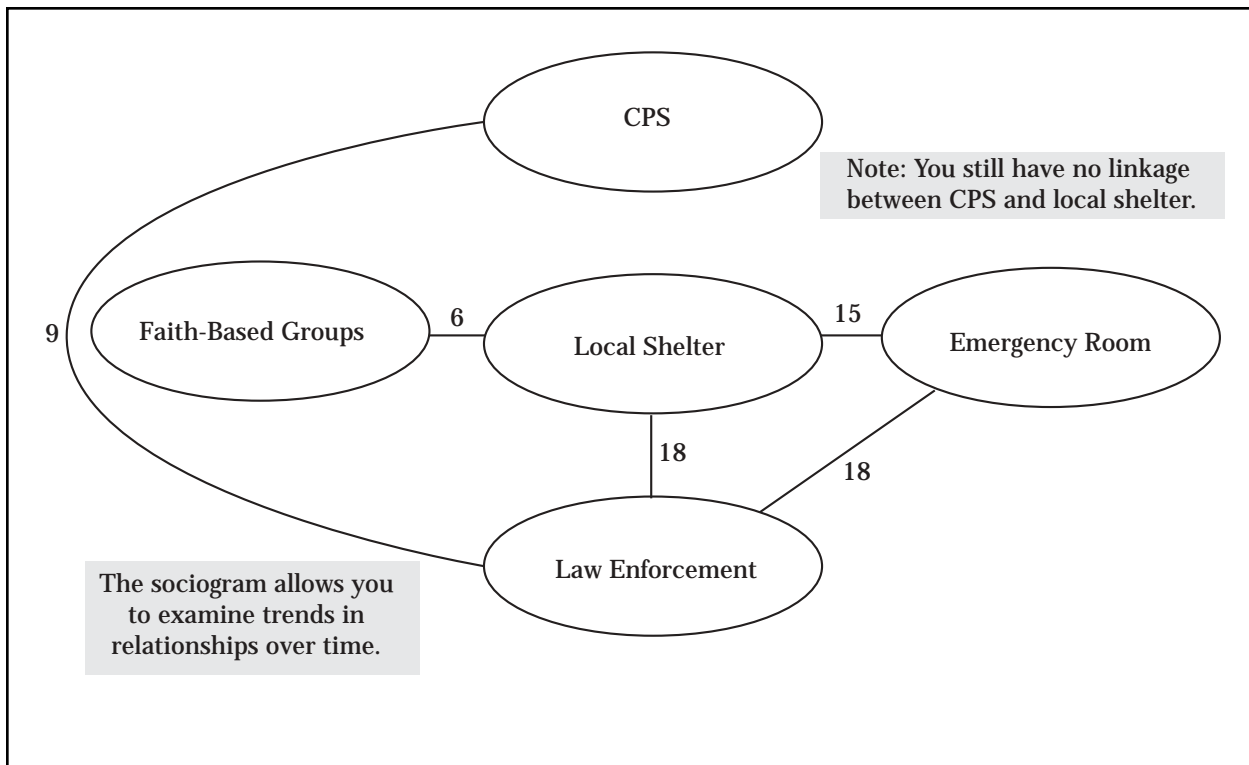 CPS
Note: You still have no linkage
between CPS and local shelter.
9
Faith-Based Groups
6
Local Shelter
15
Emergency Room
18
18
Law Enforcement
The sociogram allows you
to examine trends in
relationships over time.